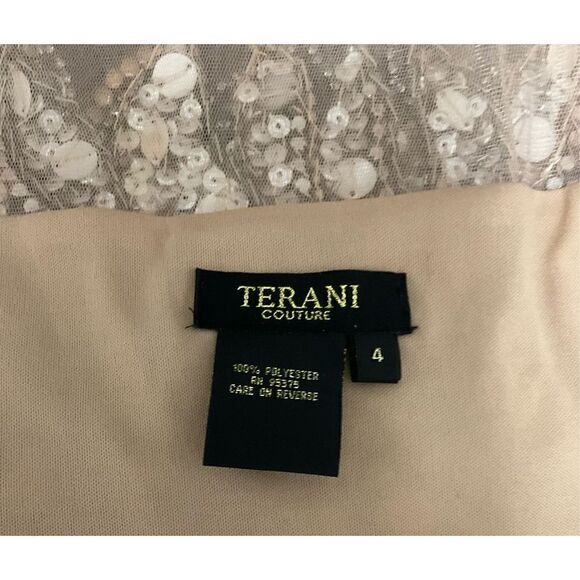 TERANI
COUTURE
4
100% POLYESTER
RN 95375
CARE ON REVERSE